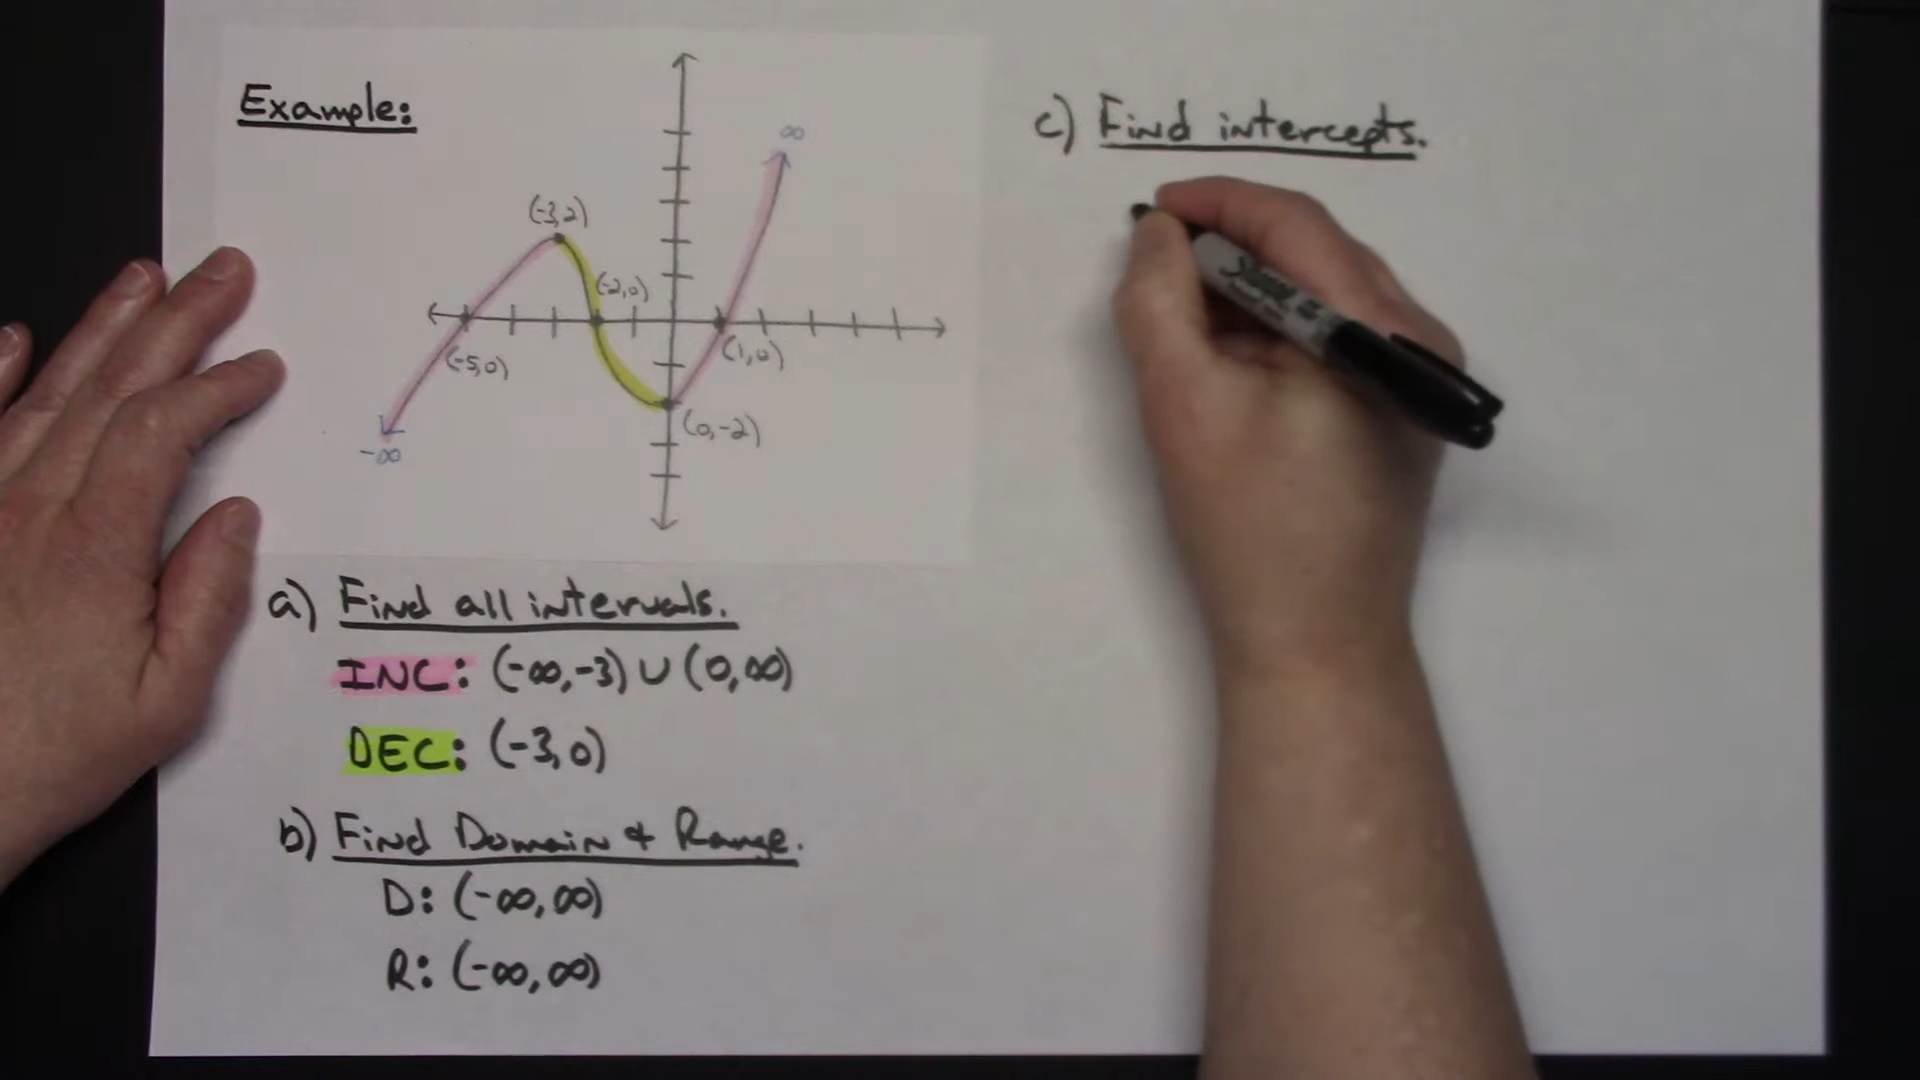 Example:
∞
(-3,2)
(-2,0)
(-5,0)
(1,0)
(0,-2)
-∞
a) Find all intervals.
INC: (-∞,-3) ∪ (0,∞)
DEC: (-3,0)
b) Find Domain & Range.
D: (-∞,∞)
R: (-∞,∞)
c) Find intercepts.